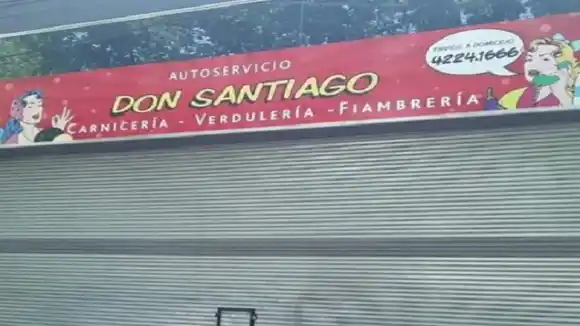 AUTOSERVICIO
DON SANTIAGO
CARNICERÍA - VERDULERÍA - FIAMBRERÍA
ENVÍOS A DOMICILIO
4224.1666